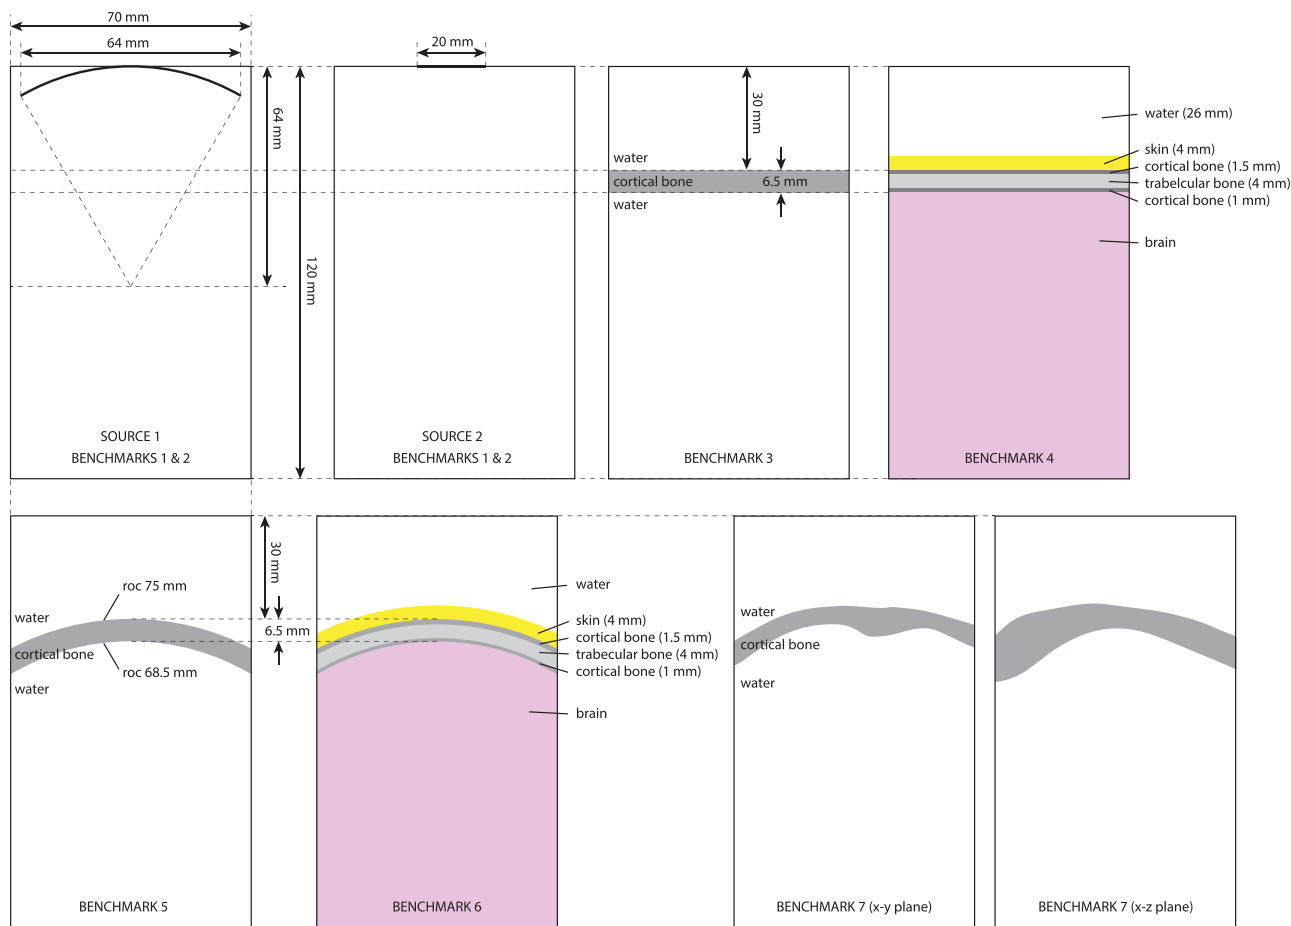 70 mm
64 mm
64 mm
120 mm
SOURCE 1
BENCHMARKS 1 & 2
20 mm
SOURCE 2
BENCHMARKS 1 & 2
30 mm
water
cortical bone
6.5 mm
water
BENCHMARK 3
water (26 mm)
skin (4 mm)
cortical bone (1.5 mm)
trabelcular bone (4 mm)
cortical bone (1 mm)
brain
BENCHMARK 4
30 mm
roc 75 mm
water
6.5 mm
cortical bone
roc 68.5 mm
water
BENCHMARK 5
water
skin (4 mm)
cortical bone (1.5 mm)
trabecular bone (4 mm)
cortical bone (1 mm)
brain
BENCHMARK 6
water
cortical bone
water
BENCHMARK 7 (x-y plane)
BENCHMARK 7 (x-z plane)